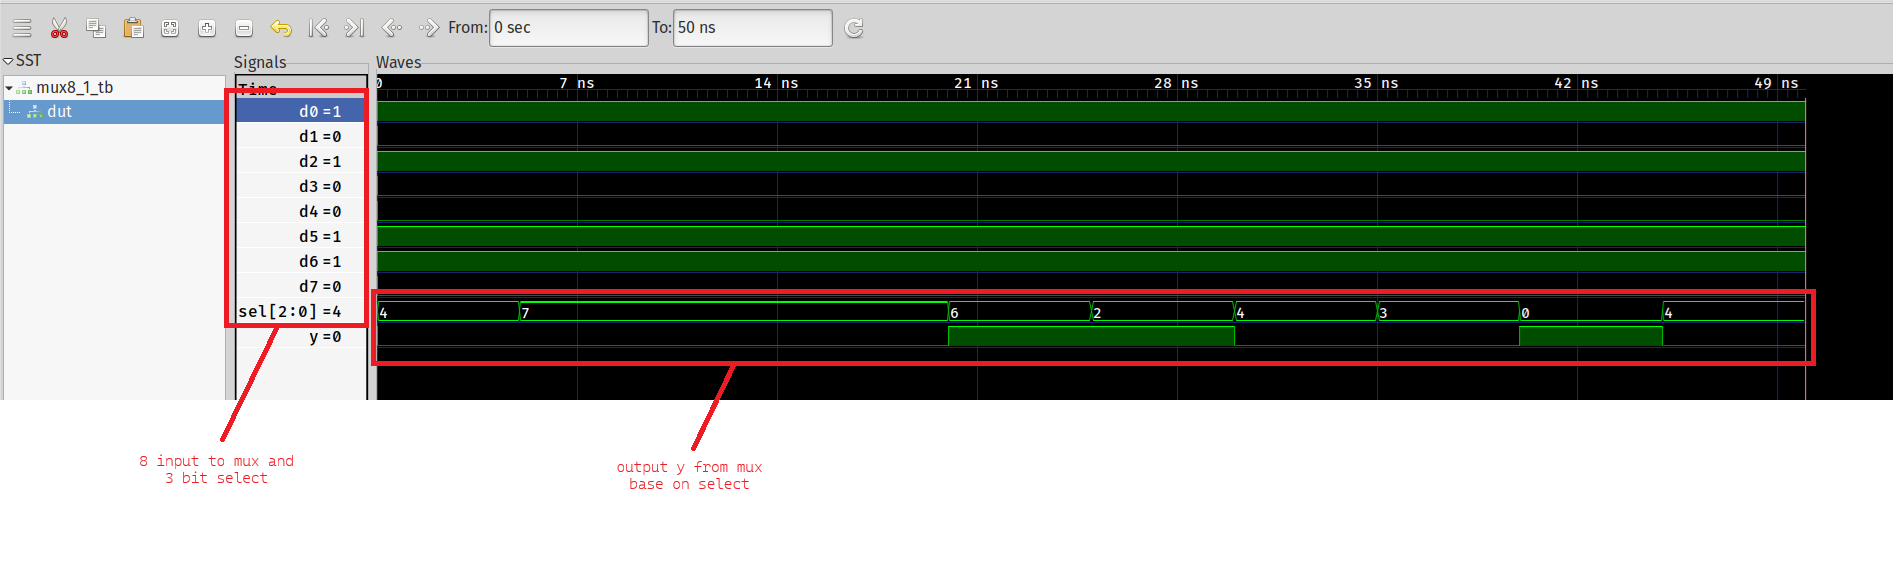 From: 0 sec To: 50 ns
SST
Signals
Waves
mux8_1_tb
dut
Time
0 7 ns 14 ns 21 ns 28 ns 35 ns 42 ns 49 ns
d0 =1
d1 =0
d2 =1
d3 =0
d4 =0
d5 =1
d6 =1
d7 =0
sel[2:0] =4
4 7 6 2 4 3 0 4
y =0
8 input to mux and
3 bit select
output y from mux
base on select